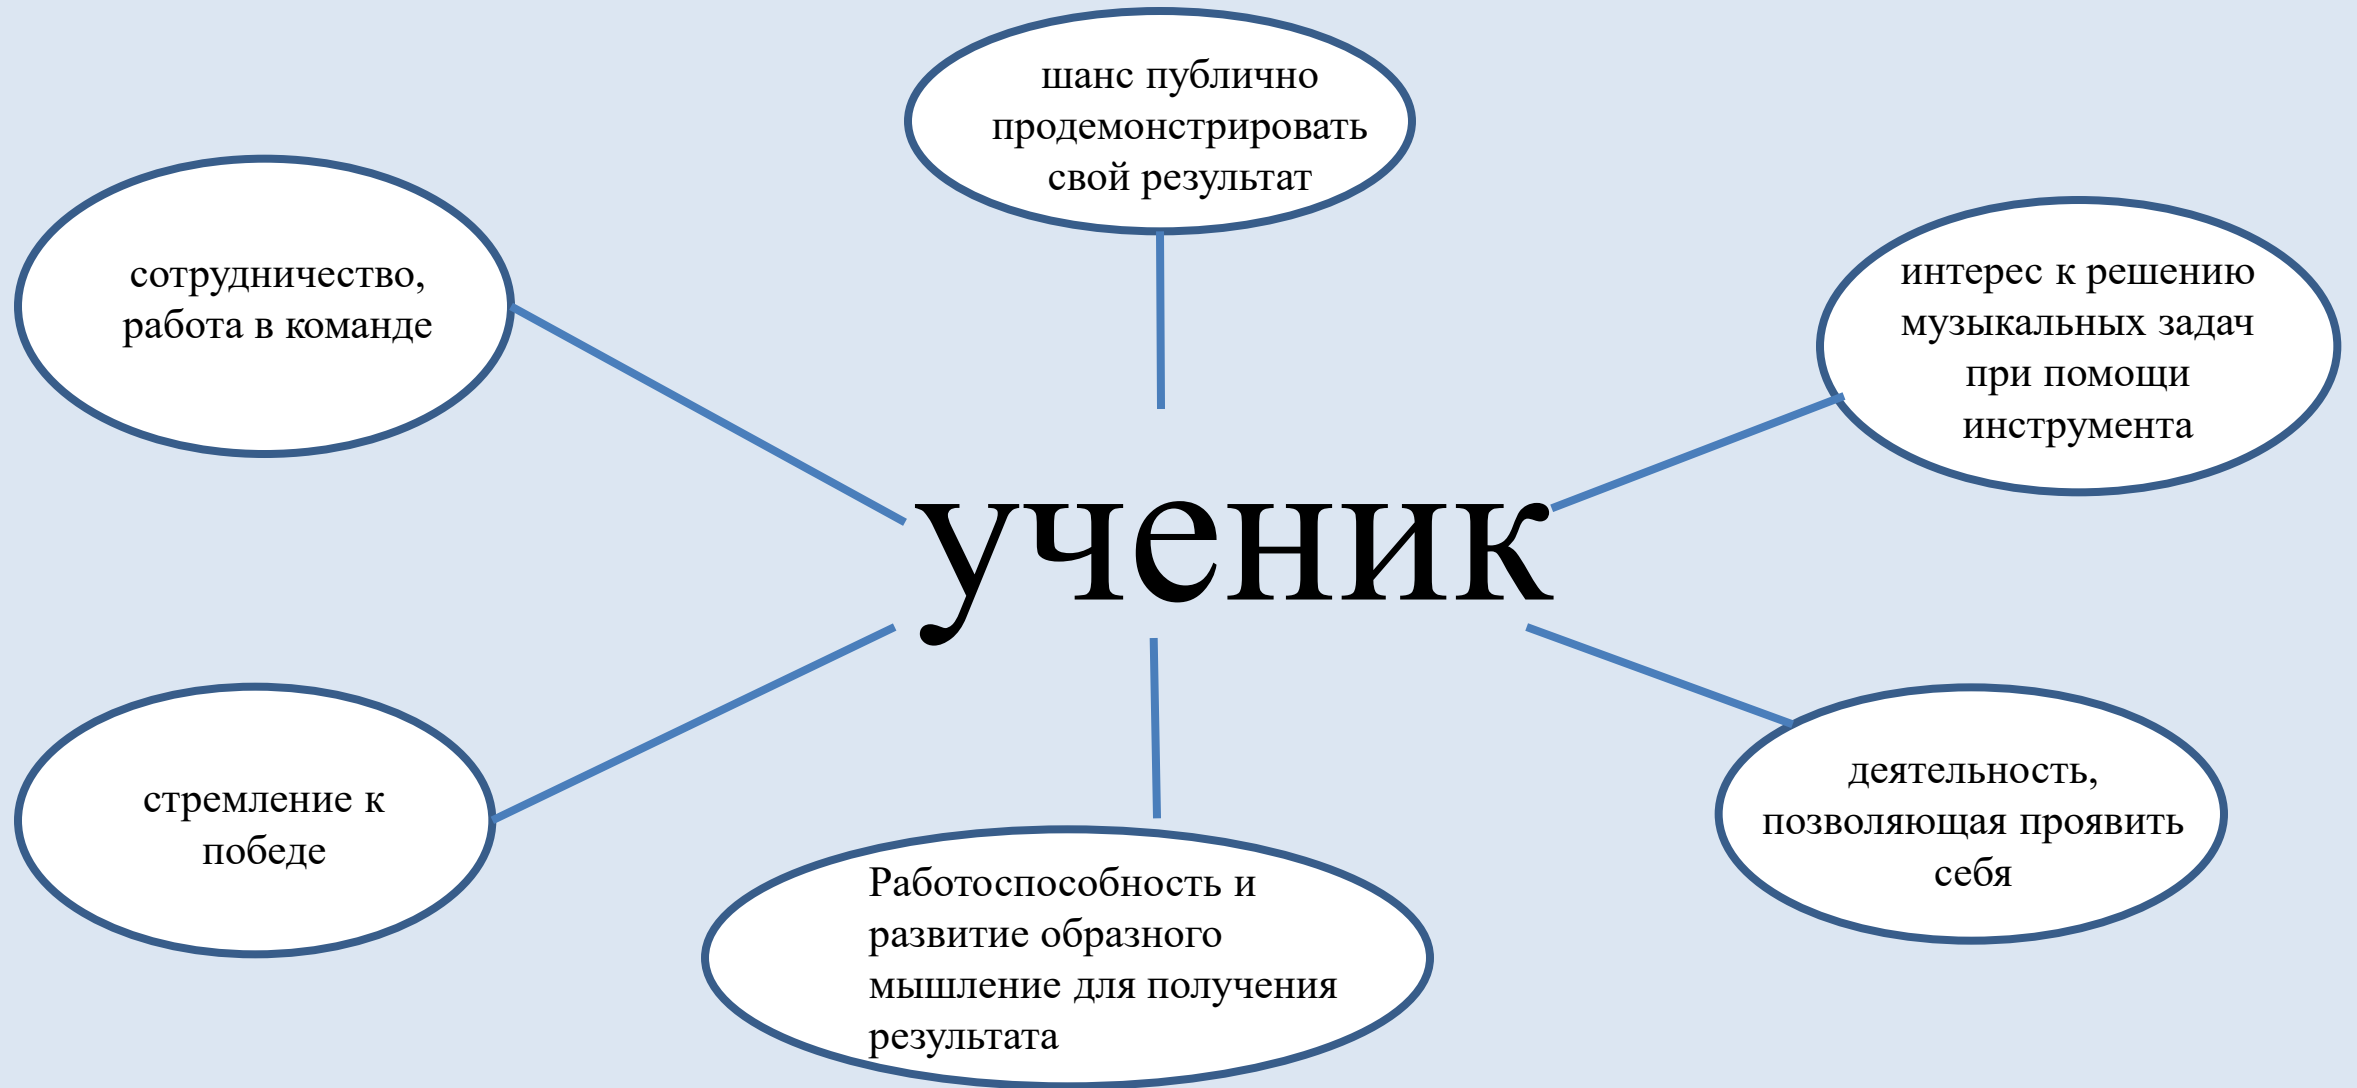 шанс публично
продемонстрировать
свой результат
сотрудничество,
работа в команде
интерес к решению
музыкальных задач
при помощи
инструмента
ученик
стремление к
победе
Работоспособность и
развитие образного
мышление для получения
результата
деятельность,
позволяющая проявить
себя